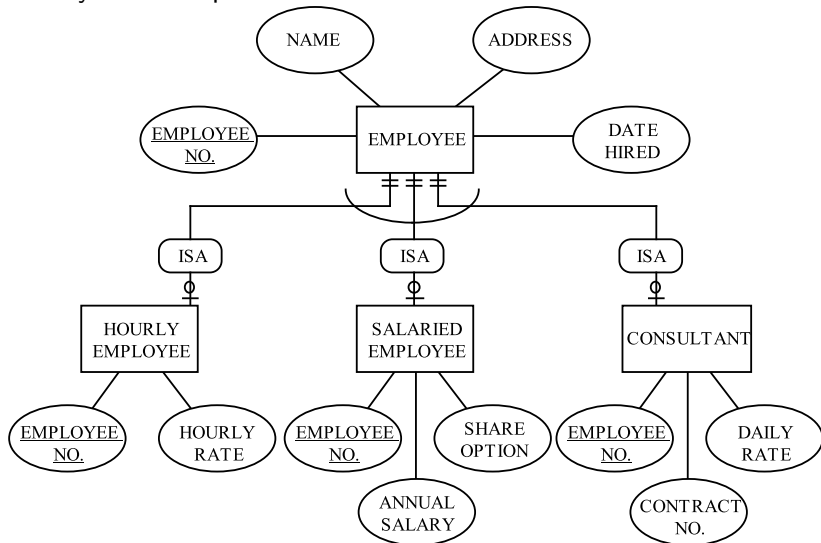 NAME
ADDRESS
EMPLOYEE
NO.
EMPLOYEE
DATE
HIRED
ISA
ISA
ISA
HOURLY
EMPLOYEE
SALARIED
EMPLOYEE
CONSULTANT
EMPLOYEE
NO.
HOURLY
RATE
EMPLOYEE
NO.
SHARE
OPTION
EMPLOYEE
NO.
DAILY
RATE
ANNUAL
SALARY
CONTRACT
NO.